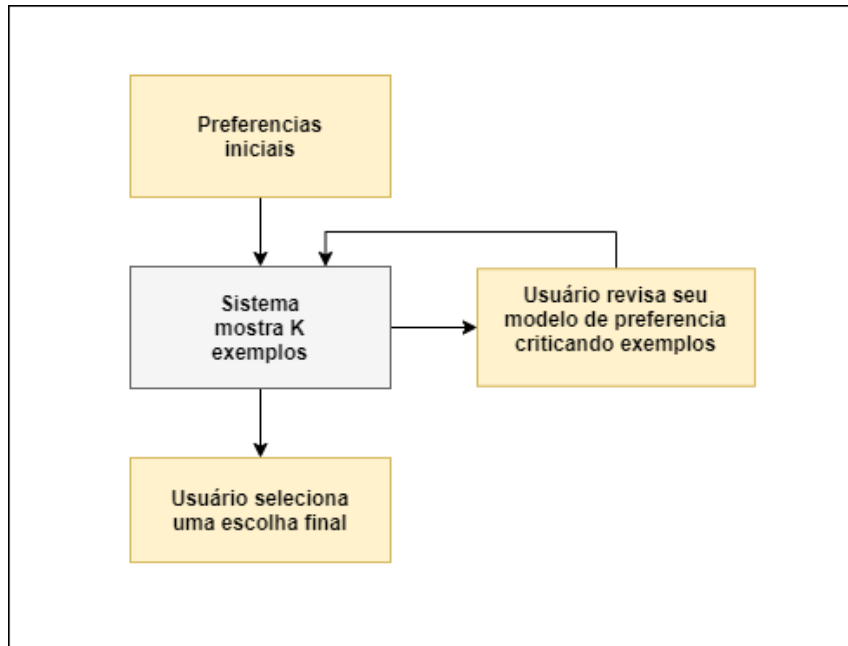 Preferencias
iniciais
Sistema
mostra K
exemplos
Usuário revisa seu
modelo de preferencia
criticando exemplos
Usuário seleciona
uma escolha final